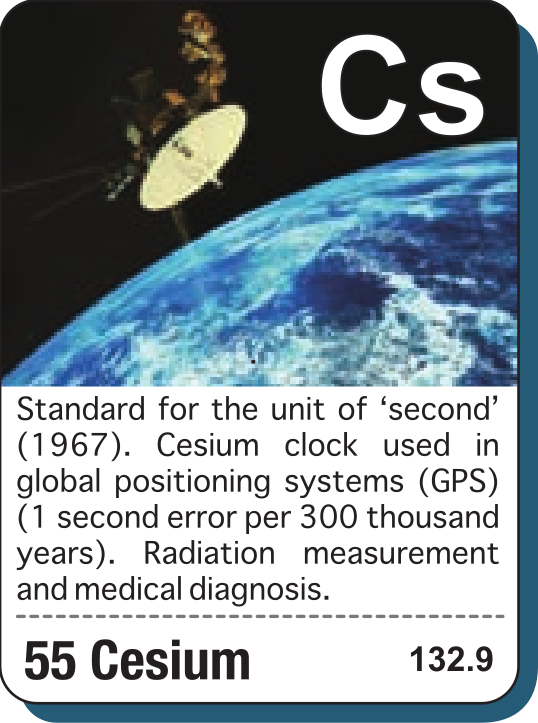 Cs
Standard for the unit of ‘second’
(1967). Cesium clock used in
global positioning systems (GPS)
(1 second error per 300 thousand
years). Radiation measurement
and medical diagnosis.
55 Cesium 132.9